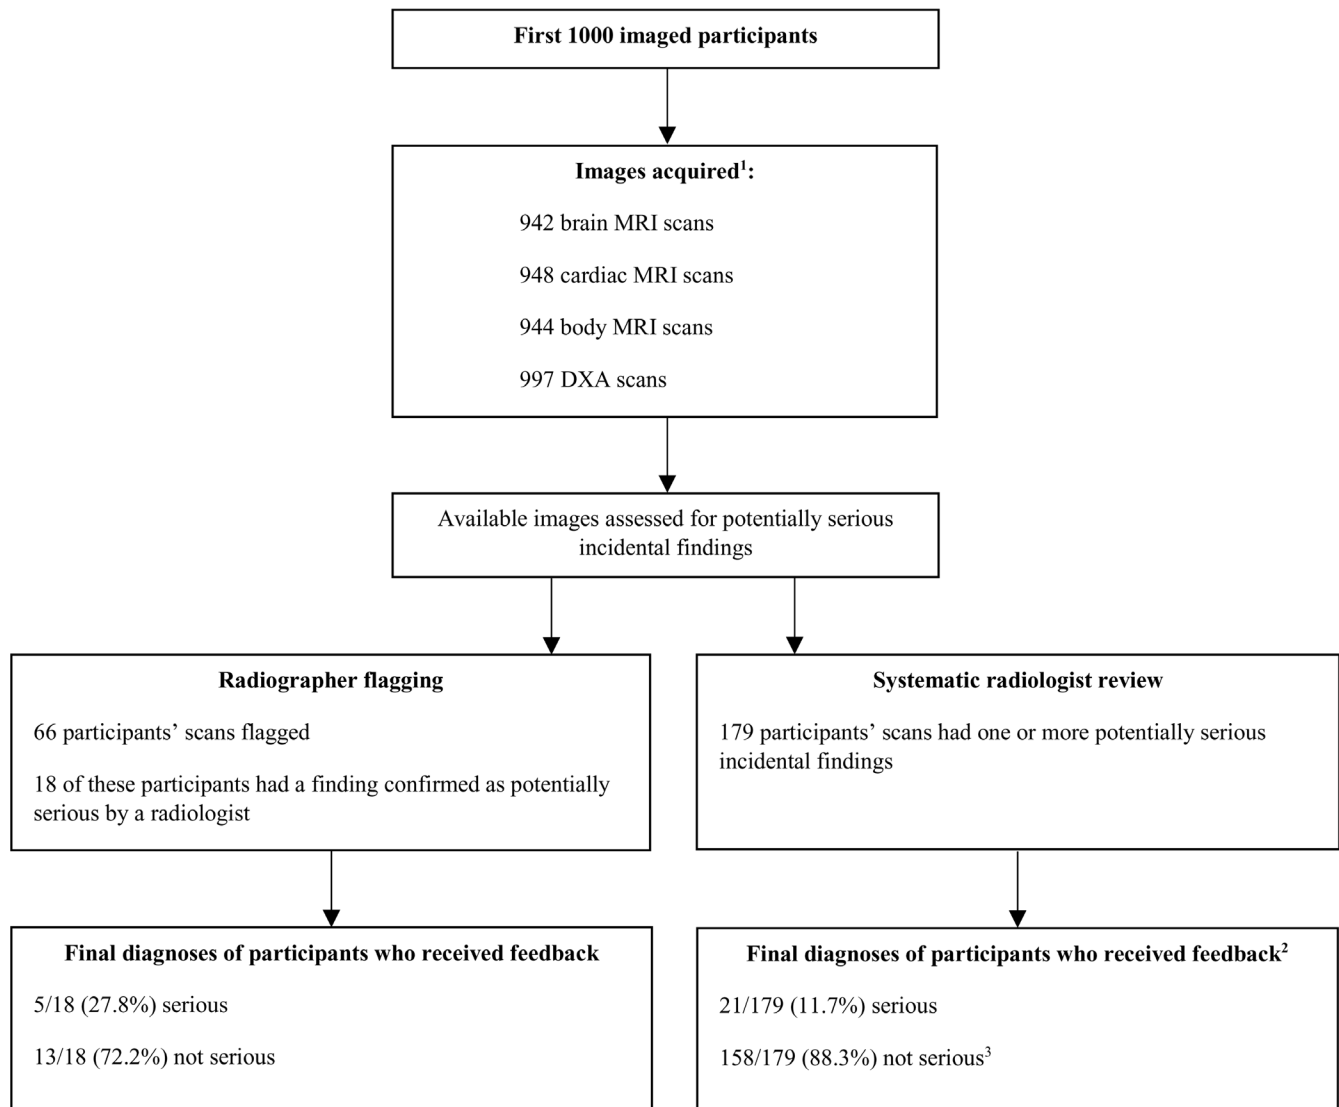 First 1000 imaged participants
Images acquired¹:
942 brain MRI scans
948 cardiac MRI scans
944 body MRI scans
997 DXA scans
Available images assessed for potentially serious
incidental findings
Radiographer flagging
66 participants’ scans flagged
18 of these participants had a finding confirmed as potentially
serious by a radiologist
Systematic radiologist review
179 participants’ scans had one or more potentially serious
incidental findings
Final diagnoses of participants who received feedback
5/18 (27.8%) serious
13/18 (72.2%) not serious
Final diagnoses of participants who received feedback²
21/179 (11.7%) serious
158/179 (88.3%) not serious³